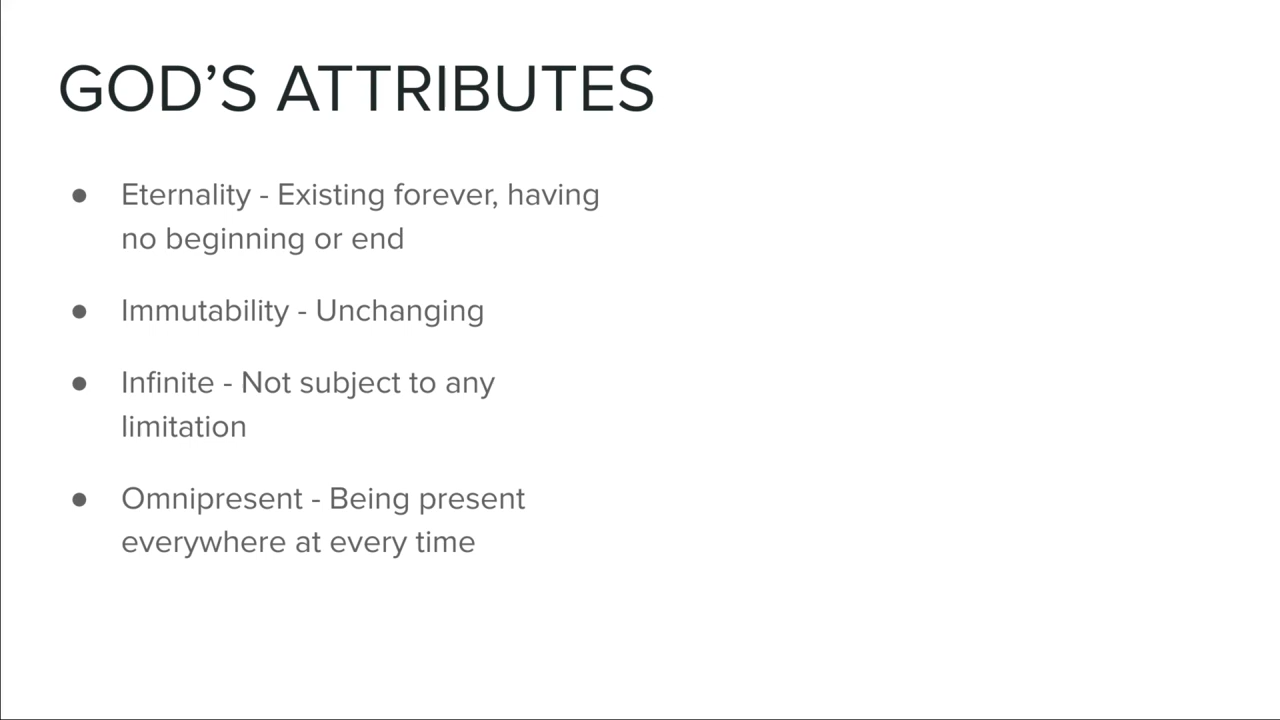 GOD’S ATTRIBUTES
● Eternality - Existing forever, having
no beginning or end
● Immutability - Unchanging
● Infinite - Not subject to any
limitation
● Omnipresent - Being present
everywhere at every time